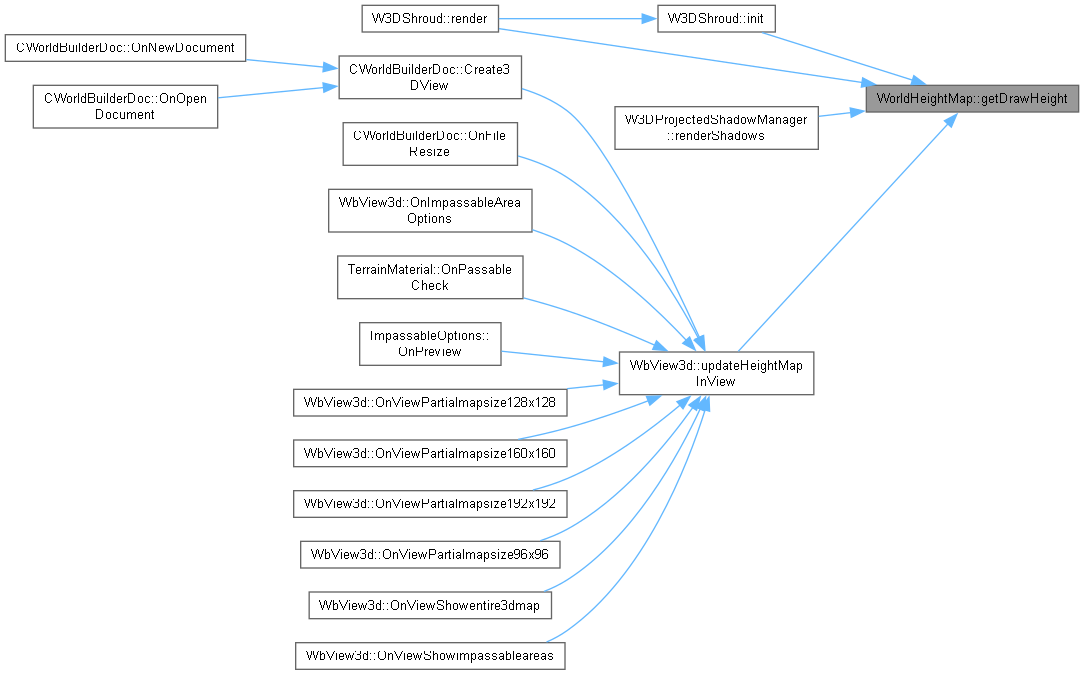 W3DShroud::render
W3DShroud::init
CWorldBuilderDoc::OnNewDocument
CWorldBuilderDoc::Create3
DView
WorldHeightMap::getDrawHeight
CWorldBuilderDoc::OnOpen
Document
W3DProjectedShadowManager
::renderShadows
CWorldBuilderDoc::OnFile
Resize
WbView3d::OnImpassableArea
Options
TerrainMaterial::OnPassable
Check
ImpassableOptions::
OnPreview
WbView3d::updateHeightMap
InView
WbView3d::OnViewPartialmapsize128x128
WbView3d::OnViewPartialmapsize160x160
WbView3d::OnViewPartialmapsize192x192
WbView3d::OnViewPartialmapsize96x96
WbView3d::OnViewShowentire3dmap
WbView3d::OnViewShowimpassableareas